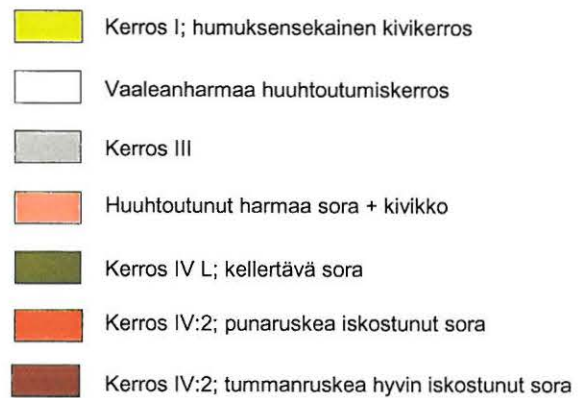 Kerros I; humuksensekainen kivikerros
Vaaleanharmaa huuhtoutumiskerros
Kerros III
Huuhtoutunut harmaa sora + kivikko
Kerros IV L; kellertävä sora
Kerros IV:2; punaruskea iskostunut sora
Kerros IV:2; tummanruskea hyvin iskostunut sora